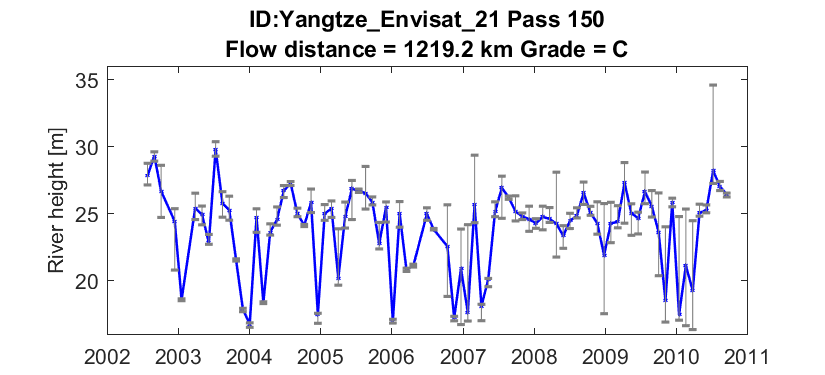 ID:Yangtze_Envisat_21 Pass 150
Flow distance = 1219.2 km Grade = C
35
30
25
20
River height [m]
2002 2003 2004 2005 2006 2007 2008 2009 2010 2011